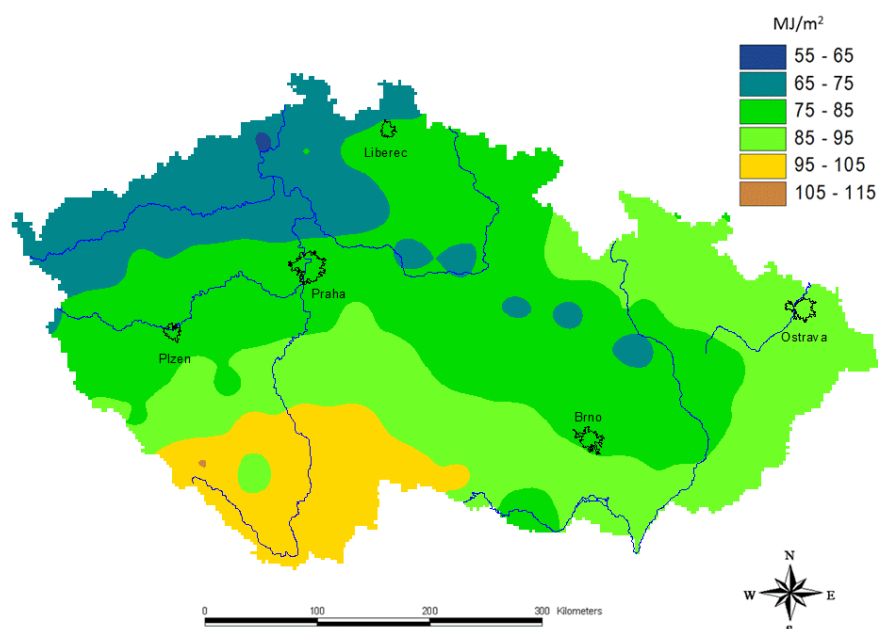 MJ/m²
55 - 65
65 - 75
75 - 85
85 - 95
95 - 105
105 - 115
Liberec
Praha
Plzen
Ostrava
Brno
N
W E
S
0 100 200 300 Kilometers